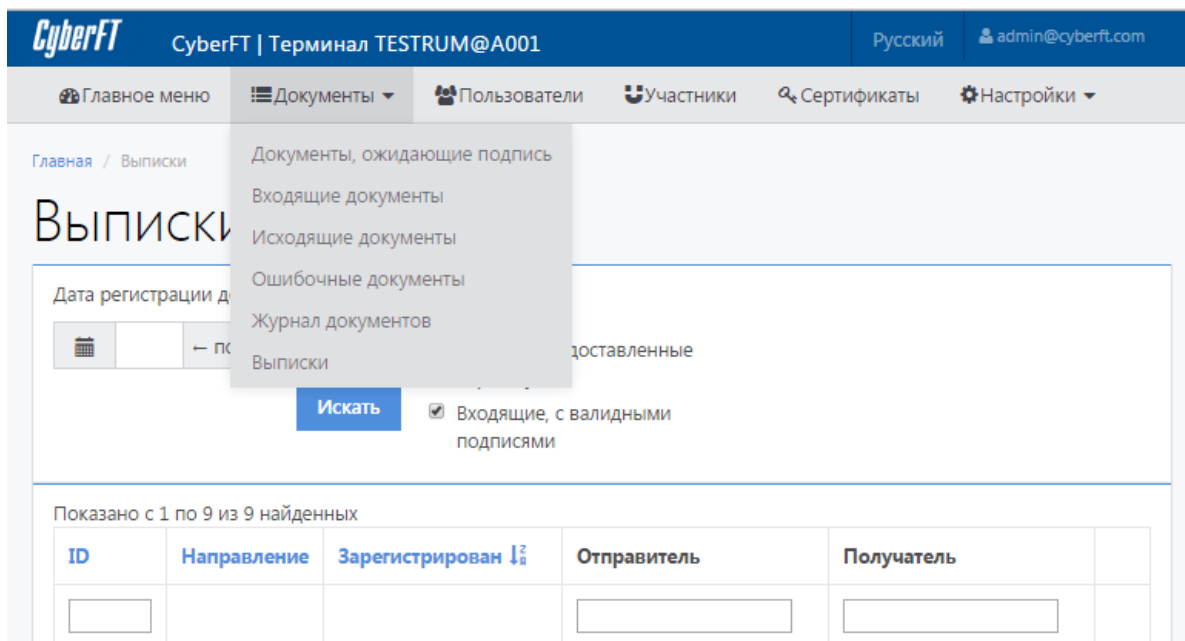 CyberFT CyberFT | Терминал TESTRUM@A001 Русский admin@cyberft.com
Главное меню Документы Пользователи Участники Сертификаты Настройки
Главная / Выписки
Документы, ожидающие подпись
Входящие документы
Выписки
Исходящие документы
Ошибочные документы
Дата регистрации д
Журнал документов
← по
доставленные
Выписки
Искать
Входящие, с валидными
подписями
Показано с 1 по 9 из 9 найденных
ID Направление Зарегистрирован Отправитель Получатель